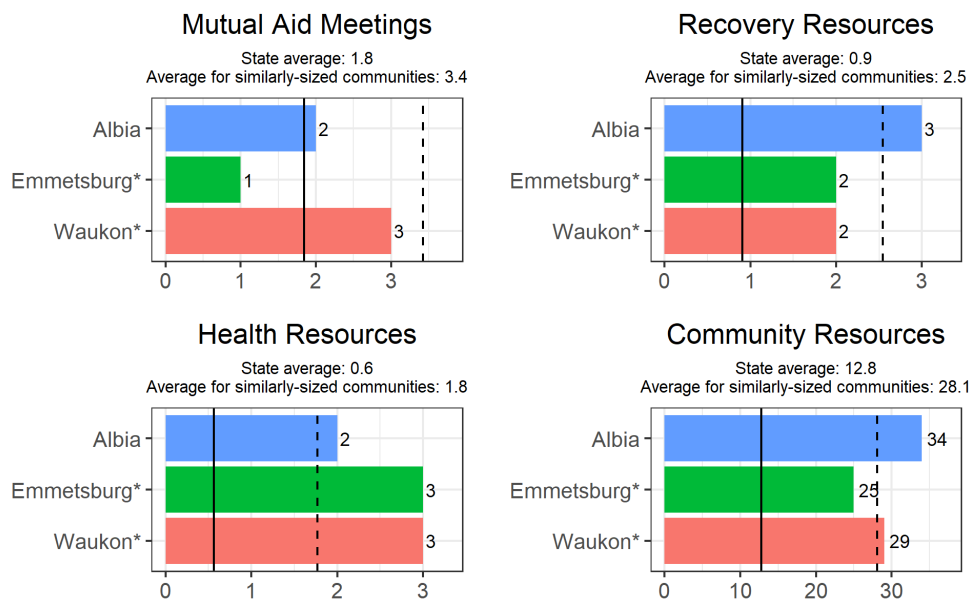 Mutual Aid Meetings
State average: 1.8
Average for similarly-sized communities: 3.4
Albia
2
Emmetsburg*
1
Waukon*
3
0 1 2 3
Recovery Resources
State average: 0.9
Average for similarly-sized communities: 2.5
Albia
3
Emmetsburg*
2
Waukon*
2
0 1 2 3
Health Resources
State average: 0.6
Average for similarly-sized communities: 1.8
Albia
2
Emmetsburg*
3
Waukon*
3
0 1 2 3
Community Resources
State average: 12.8
Average for similarly-sized communities: 28.1
Albia
34
Emmetsburg*
25
Waukon*
29
0 10 20 30